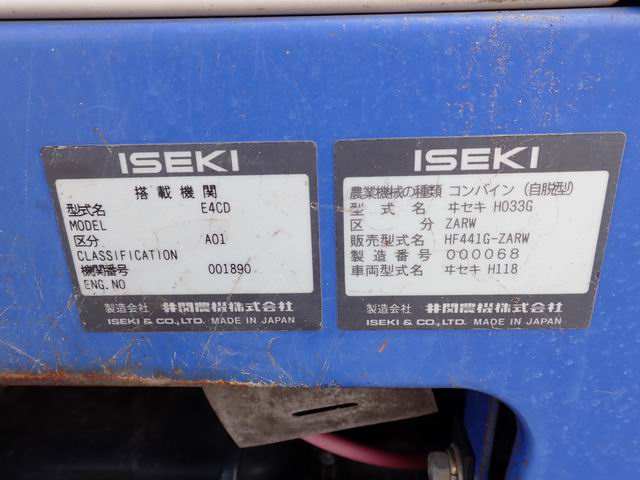 ISEKI
搭載機関
型式名 E4CD
MODEL
区分 A01
CLASSIFICATION
機関番号 001890
ENG.NO
製造会社 井関農機株式会社
ISEKI & CO.,LTD. MADE IN JAPAN
ISEKI
農業機械の種類 コンバイン(自脱型)
型式名 ヰセキ HO33G
区分 ZARW
販売型式名 HF441G-ZARW
製造番号 000068
車両型式名 ヰセキ H118
製造会社 井関農機株式会社
ISEKI & CO.,LTD. MADE IN JAPAN